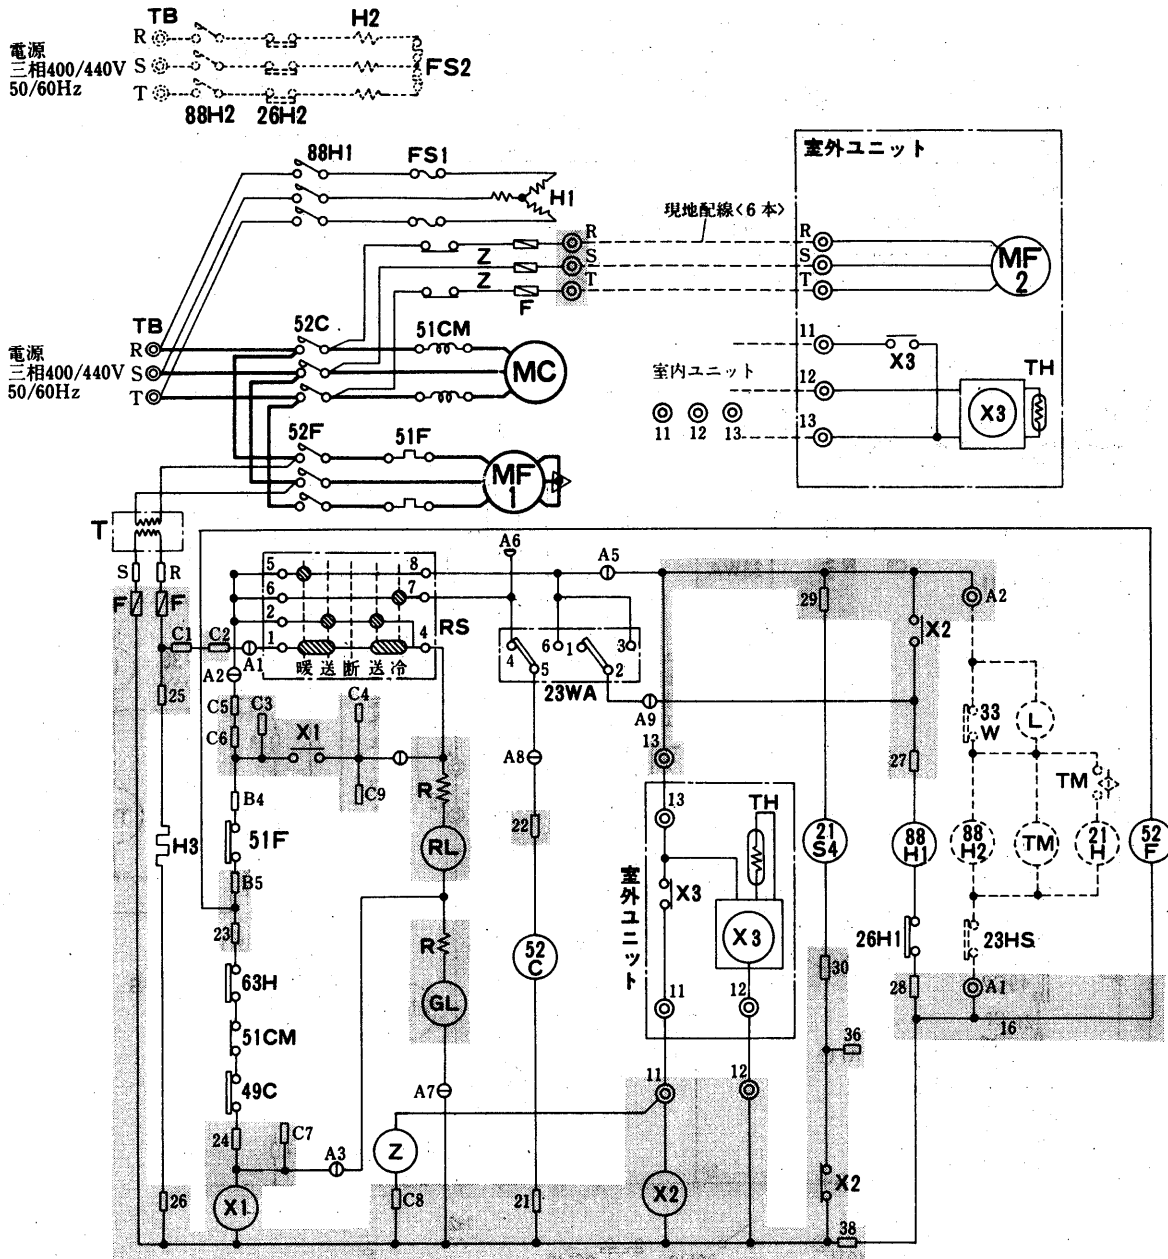 TB
電源
三相400/440V
50/60Hz
R
S
T
H2
FS2
88H2
26H2
88H1
FS1
H1
室外ユニット
現地配線<6本>
R
S
T
Z
Z
F
R
S
T
MF
2
TB
電源
三相400/440V
50/60Hz
R
S
T
52C
51CM
MC
11
X3
室内ユニット
12
TH
X3
13
11
12
13
52F
51F
MF
1
T
S
R
F
F
C1
C2
A1
5
6
2
1
8
7
4
RS
暖送断送冷
A6
A5
4
5
6
1
3
2
23WA
A9
29
X2
A2
A2
25
C5
C6
C3
X1
C4
C9
A8
13
27
33
W
L
TM
B4
51F
H3
R
RL
22
13
TH
21
S4
88
H1
88
H2
TM
21
H
52
F
B5
23
室外ユニット
X3
X3
R
GL
52
C
26H1
23HS
63H
51CM
49C
11
12
30
28
A1
16
36
24
C7
A3
A7
11
12
Z
X1
26
C8
21
X2
X2
38